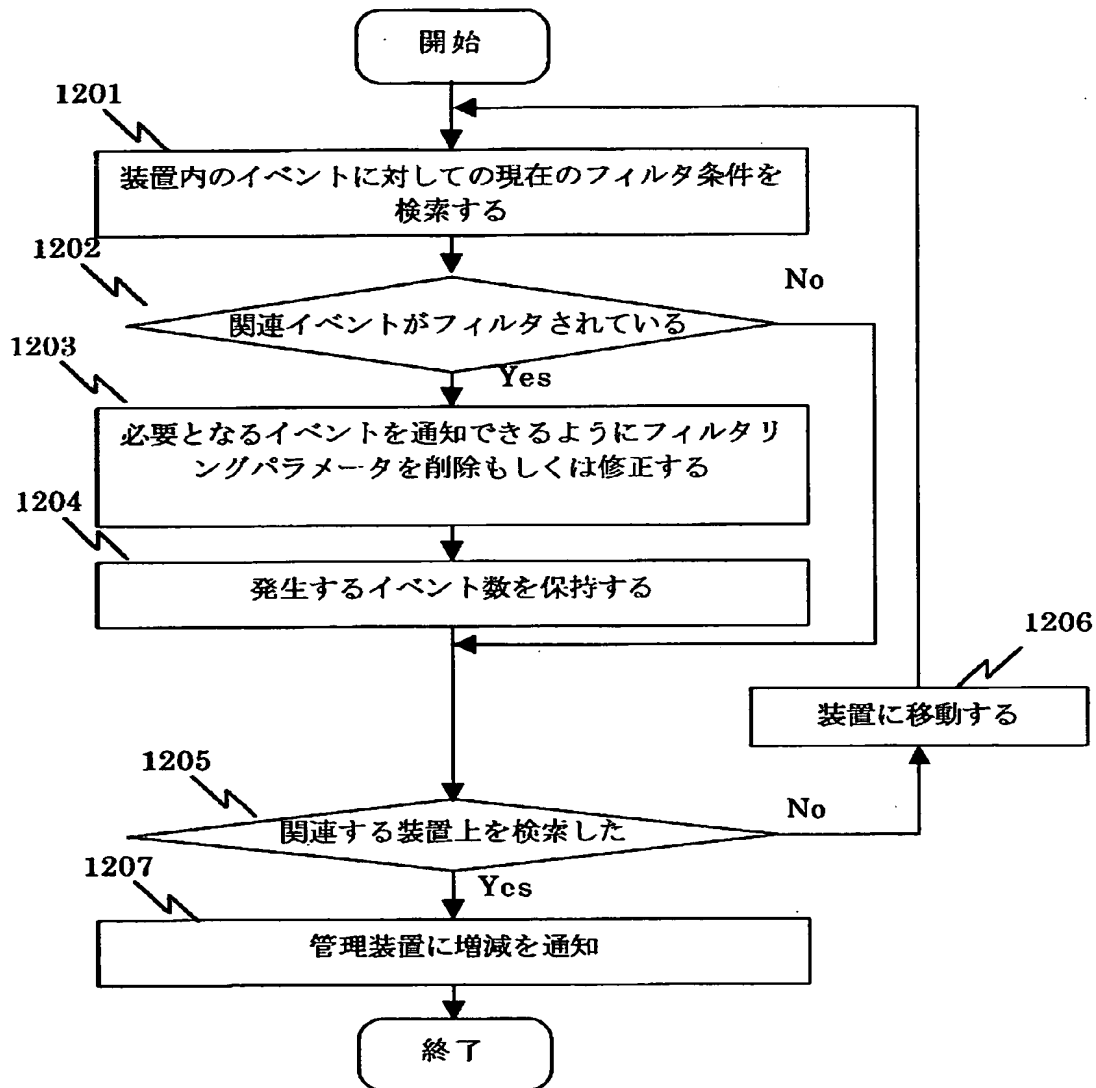 開始
1201
装置内のイベントに対しての現在のフィルタ条件を
検索する
1202
No
関連イベントがフィルタされている
1203
Yes
必要となるイベントを通知できるようにフィルタリ
ングパラメータを削除もしくは修正する
1204
発生するイベント数を保持する
1206
装置に移動する
1205
No
関連する装置上を検索した
1207
Yes
管理装置に増減を通知
終了